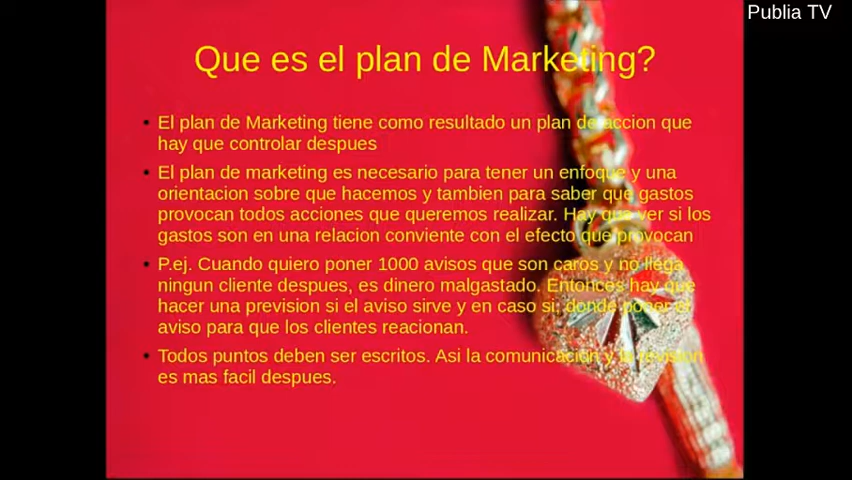 Publia TV
Que es el plan de Marketing?
El plan de Marketing tiene como resultado un plan de accion que
hay que controlar despues
El plan de marketing es necesario para tener un enfoque y una
orientacion sobre que hacemos y tambien para saber que gastos
provocan todos acciones que queremos realizar. Hay que ver si los
gastos son en una relacion conviente con el efecto que provocan
P.ej. Cuando quiero poner 1000 avisos que son caros y no llega
ningun cliente despues, es dinero malgastado. Entonces hay que
hacer una prevision si el aviso sirve y en caso si; donde poner el
aviso para que los clientes reacionan.
Todos puntos deben ser escritos. Asi la comunicacion y la revision
es mas facil despues.